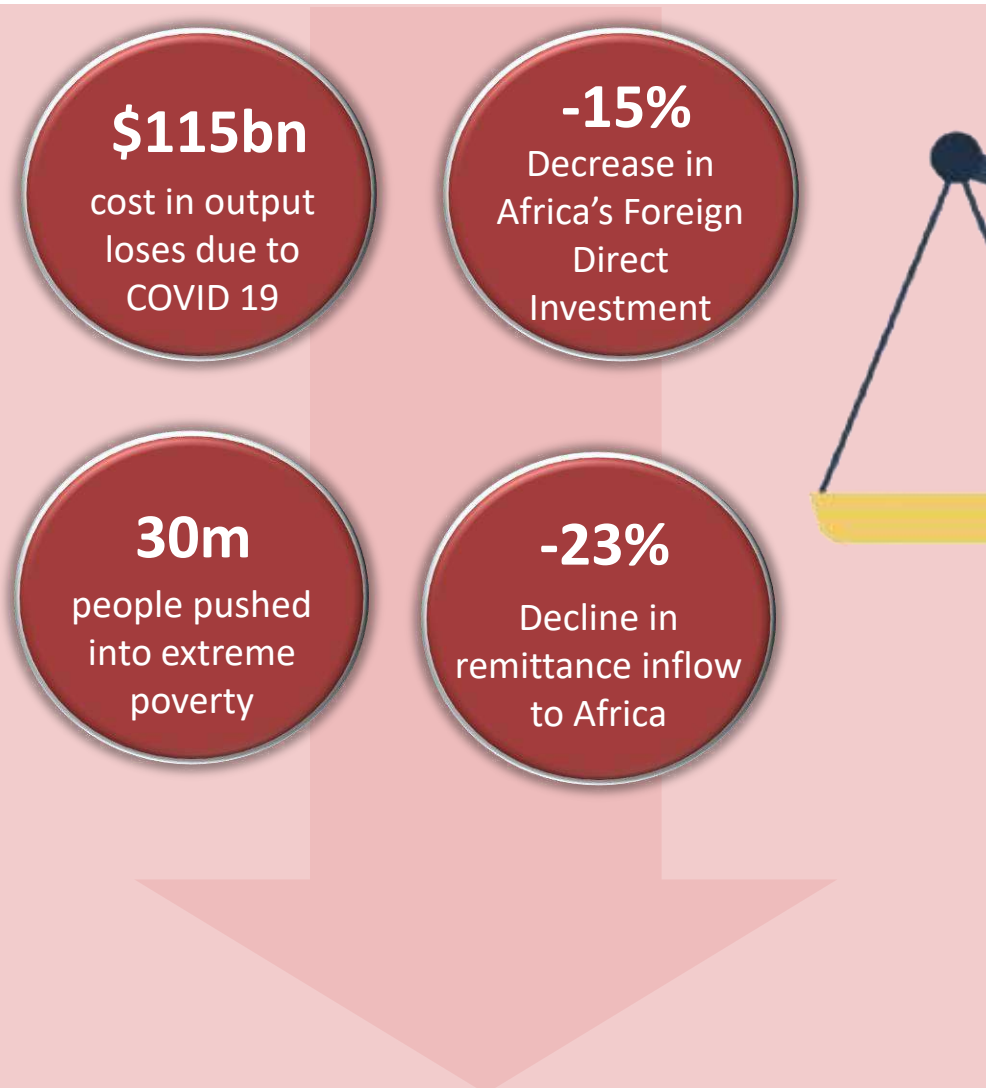 $115bn
cost in output
loses due to
COVID 19
-15%
Decrease in
Africa’s Foreign
Direct
Investment
30m
people pushed
into extreme
poverty
-23%
Decline in
remittance inflow
to Africa